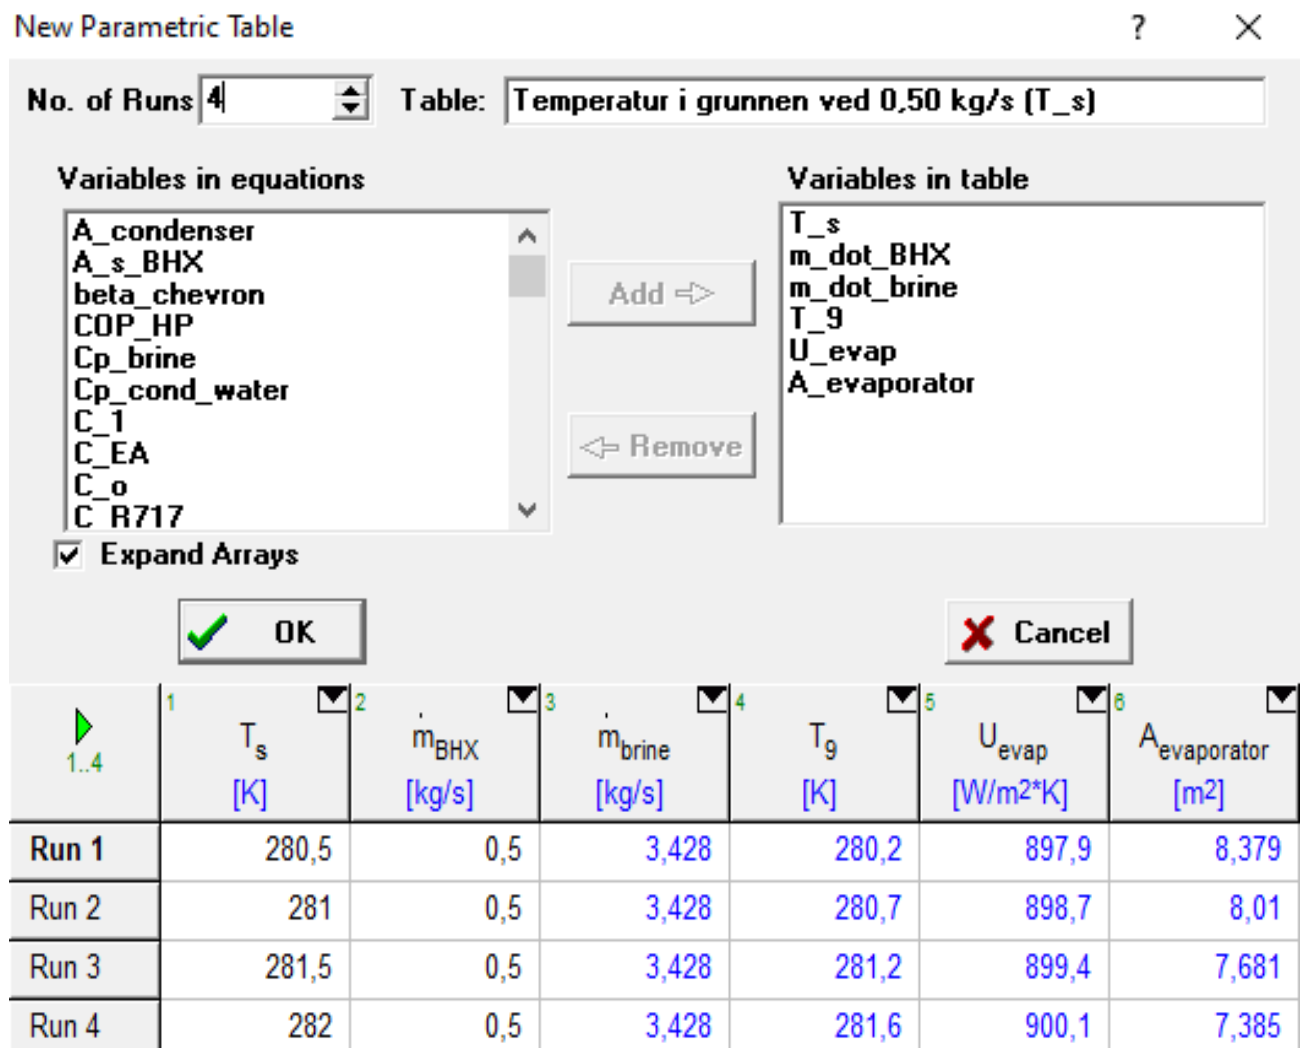 New Parametric Table ? ×
No. of Runs 4 Table: Temperatur i grunnen ved 0,50 kg/s (T_s)
Variables in equations Variables in table
A_condenser
A_s_BHX
beta_chevron
COP_HP
Cp_brine
Cp_cond_water
C_1
C_EA
C_o
C_R717
Add
Remove
T_s
m_dot_BHX
m_dot_brine
T_9
U_evap
A_evaporator
Expand Arrays
OK Cancel
1..4 1 2 3 4 5 6
Ts ṁBHX ṁbrine T9 Uevap Aevaporator
[K] [kg/s] [kg/s] [K] [W/m2*K] [m2]
Run 1 280,5 0,5 3,428 280,2 897,9 8,379
Run 2 281 0,5 3,428 280,7 898,7 8,01
Run 3 281,5 0,5 3,428 281,2 899,4 7,681
Run 4 282 0,5 3,428 281,6 900,1 7,385